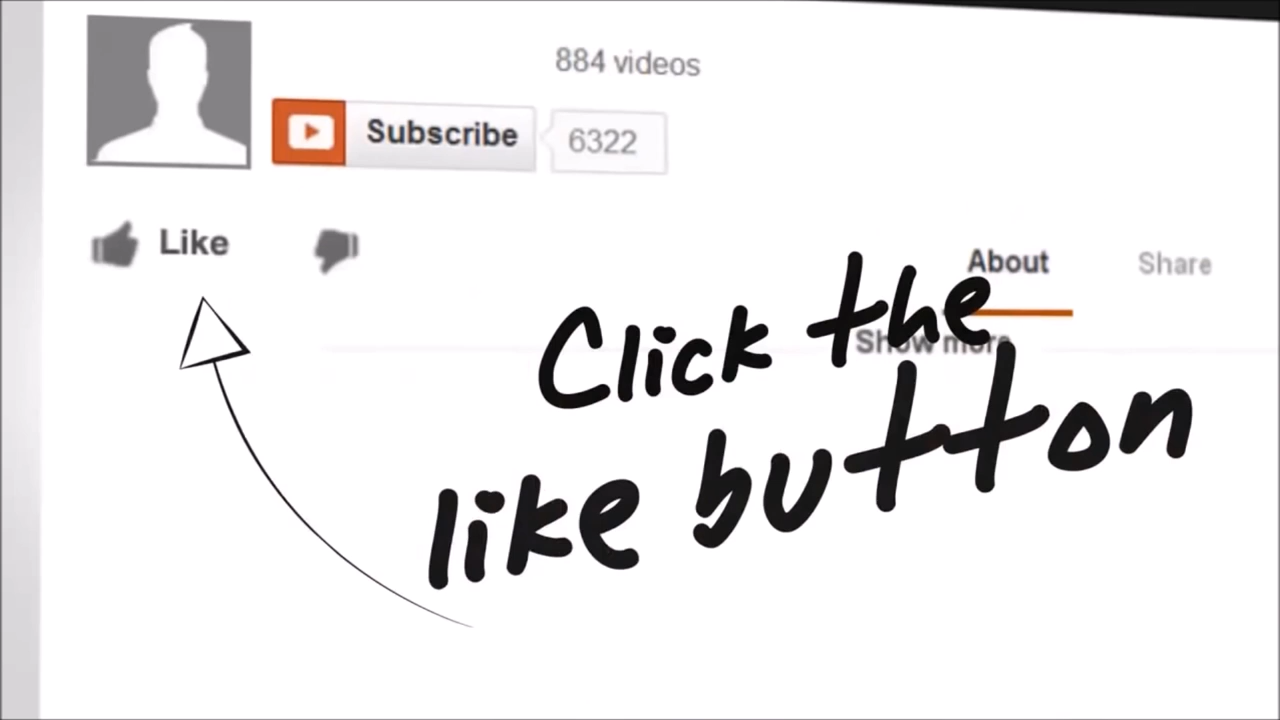 884 videos
Subscribe 6322
Like
About Share
Show more
Click the
like button